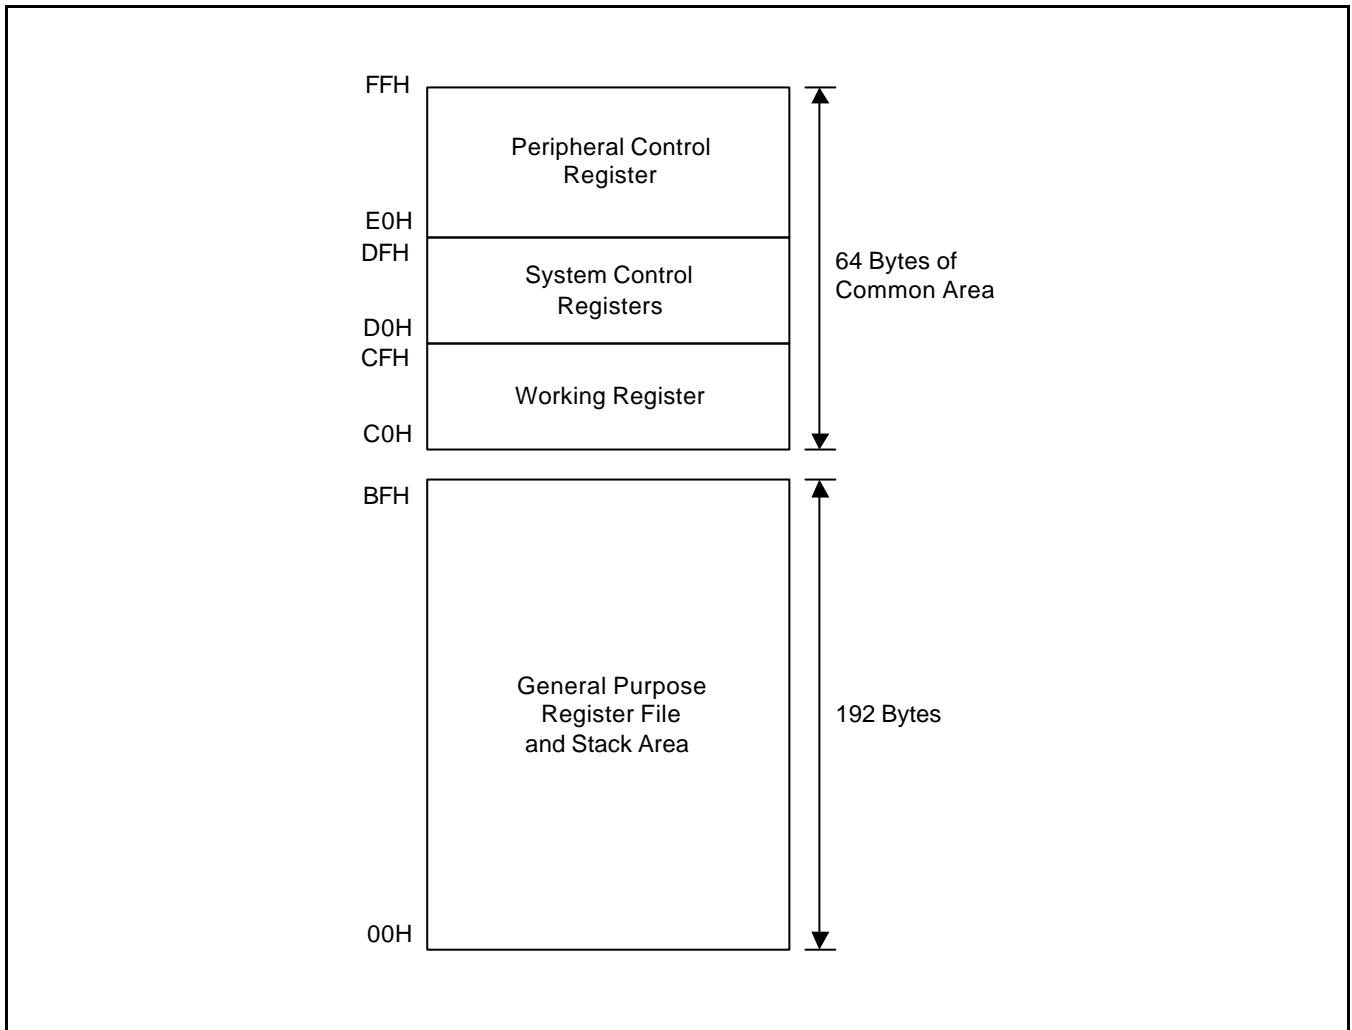 FFH
Peripheral Control
Register
E0H
DFH
System Control
Registers
D0H
CFH
Working Register
C0H
64 Bytes of
Common Area
BFH
General Purpose
Register File
and Stack Area
192 Bytes
00H